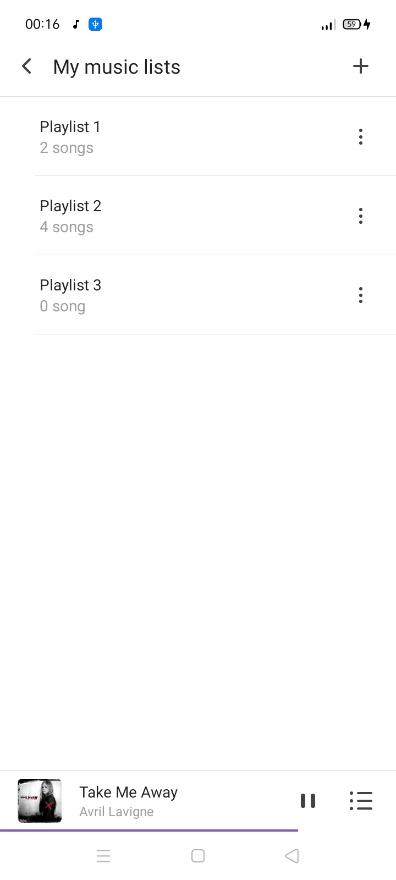 00:16
59
My music lists
Playlist 1
2 songs
Playlist 2
4 songs
Playlist 3
0 song
Take Me Away
Avril Lavigne